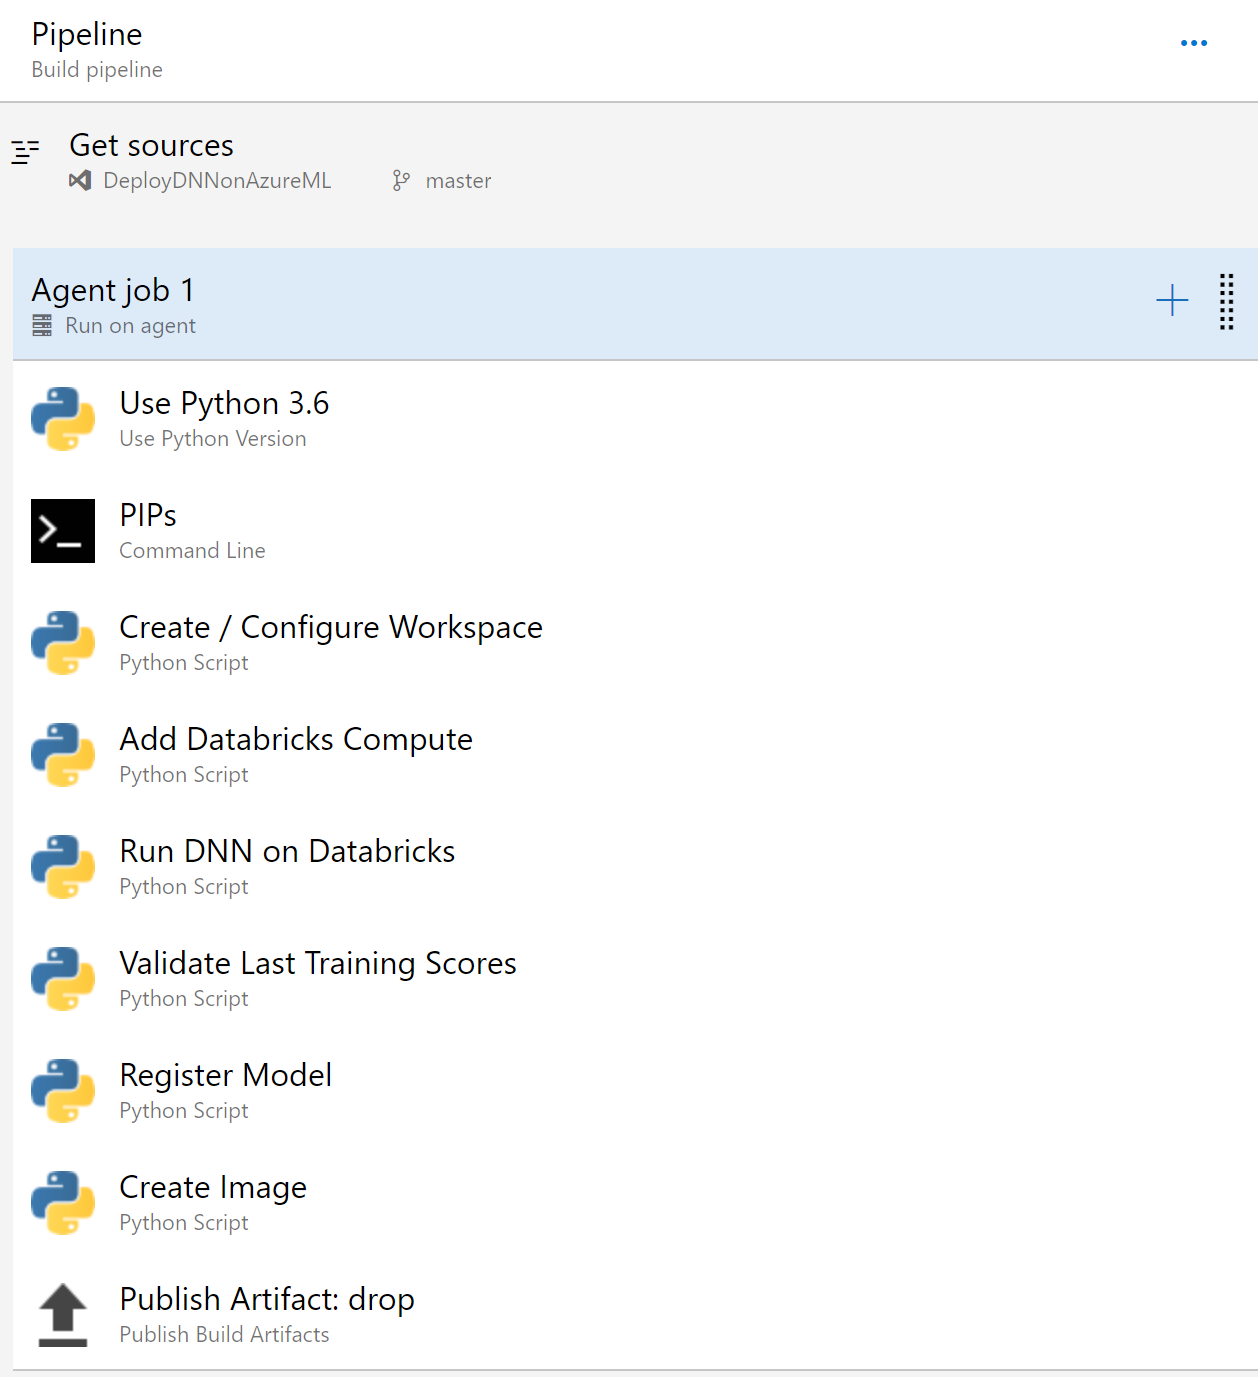 Pipeline
Build pipeline
Get sources
DeployDNNonAzureML master
Agent job 1
Run on agent
Use Python 3.6
Use Python Version
PIPs
Command Line
Create / Configure Workspace
Python Script
Add Databricks Compute
Python Script
Run DNN on Databricks
Python Script
Validate Last Training Scores
Python Script
Register Model
Python Script
Create Image
Python Script
Publish Artifact: drop
Publish Build Artifacts